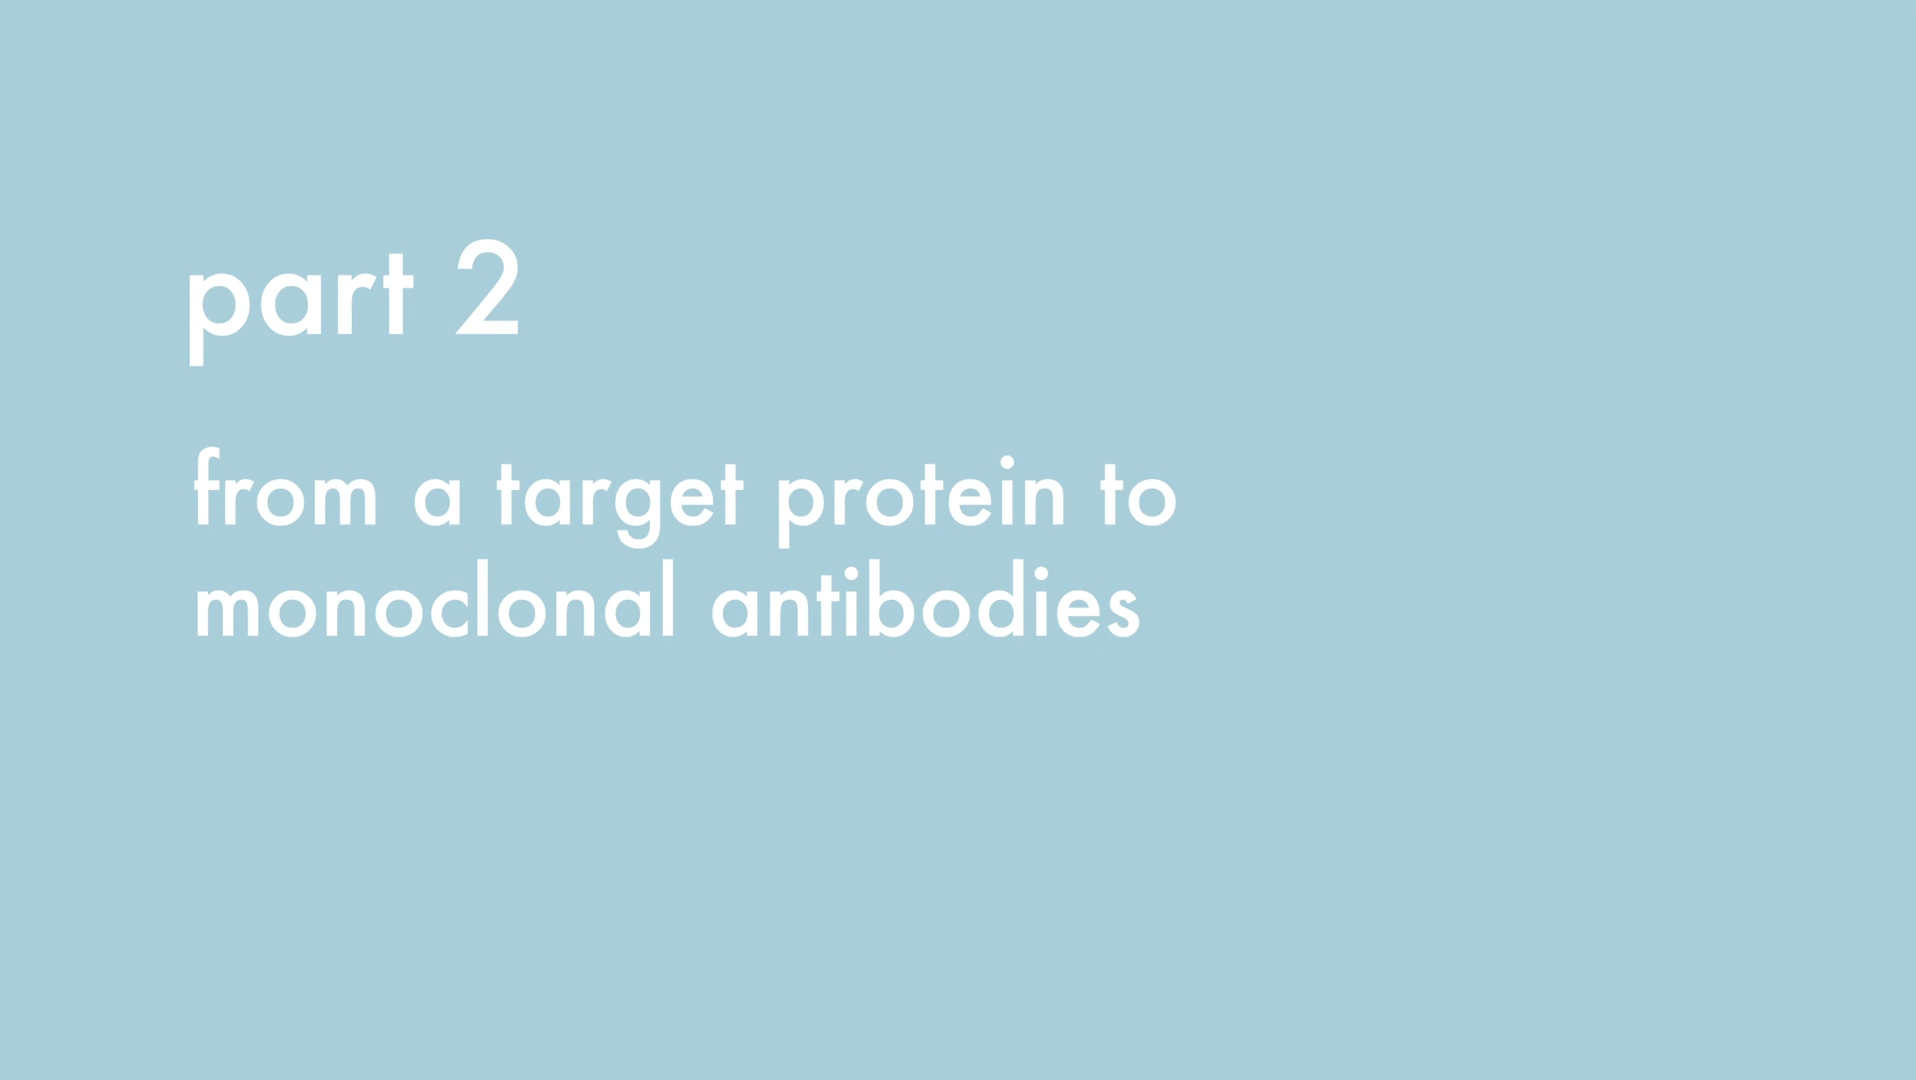 part 2
from a target protein to
monoclonal antibodies